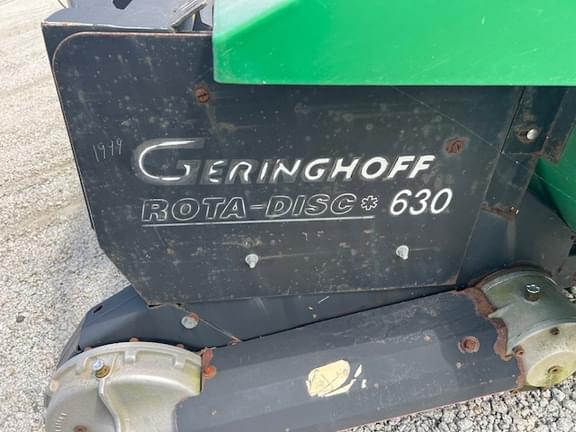 1999
GERINGHOFF
ROTA-DISC* 630